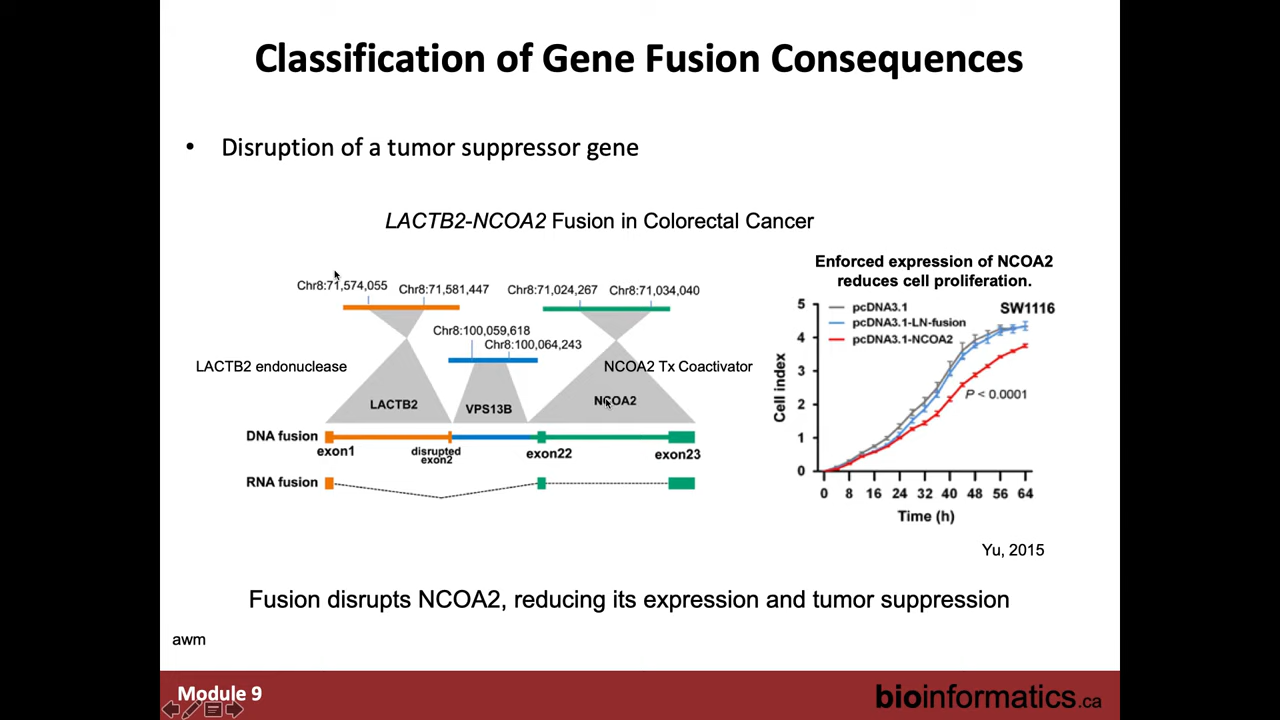 Classification of Gene Fusion Consequences
• Disruption of a tumor suppressor gene
LACTB2-NCOA2 Fusion in Colorectal Cancer
Chr8:71,574,055
Chr8:71,581,447
Chr8:71,024,267
Chr8:71,034,040
Chr8:100,059,618
Chr8:100,064,243
LACTB2 endonuclease
NCOA2 Tx Coactivator
LACTB2
VPS13B
NCOA2
DNA fusion
exon1
disrupted
exon2
exon22
exon23
RNA fusion
Enforced expression of NCOA2
reduces cell proliferation.
SW1116
pcDNA3.1
pcDNA3.1-LN-fusion
pcDNA3.1-NCOA2
P < 0.0001
Cell index
5
4
3
2
1
0
0 8 16 24 32 40 48 56 64
Time (h)
Yu, 2015
Fusion disrupts NCOA2, reducing its expression and tumor suppression
awm
Module 9
bioinformatics.ca